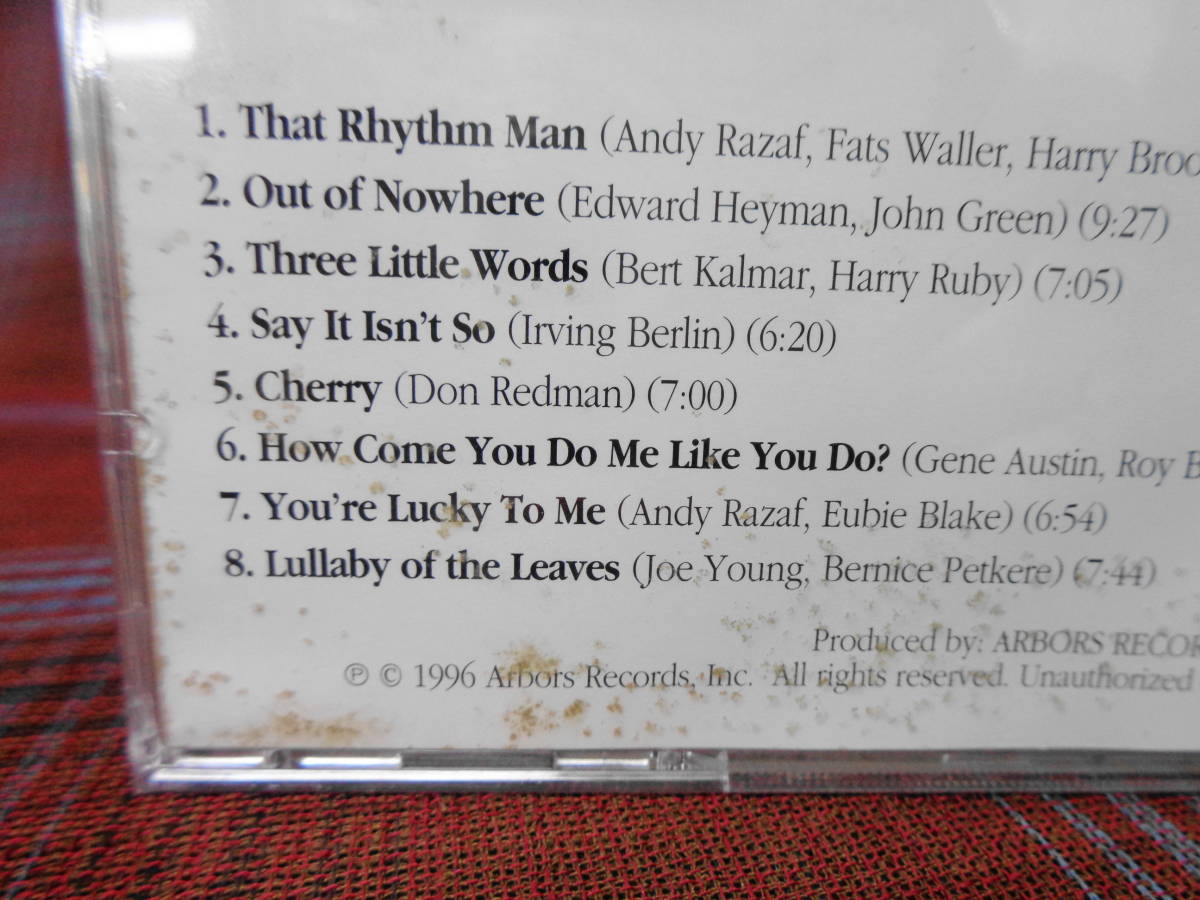 1. That Rhythm Man (Andy Razaf, Fats Waller, Harry Broo
2. Out of Nowhere (Edward Heyman, John Green) (9:27)
3. Three Little Words (Bert Kalmar, Harry Ruby) (7:05)
4. Say It Isn't So (Irving Berlin) (6:20)
5. Cherry (Don Redman) (7:00)
6. How Come You Do Me Like You Do? (Gene Austin, Roy B
7. You're Lucky To Me (Andy Razaf, Eubie Blake) (6:54)
8. Lullaby of the Leaves (Joe Young, Bernice Petkere) (7:44)
Produced by: ARBORS RECOR
℗ © 1996 Arbors Records, Inc. All rights reserved. Unauthorized